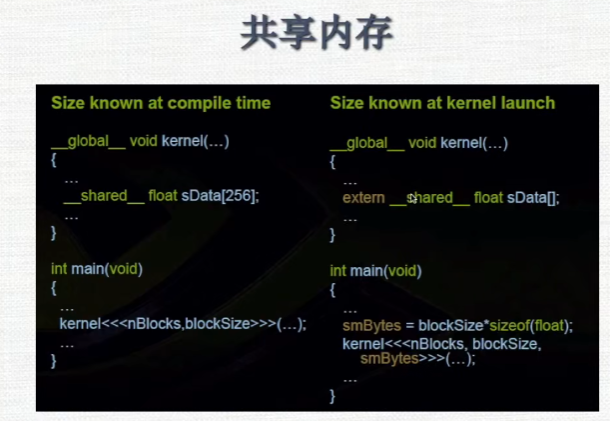 共享内存
Size known at compile time
__global__ void kernel(...)
{
...
__shared__ float sData[256];
...
}
int main(void)
{
...
kernel<<<nBlocks,blockSize>>>(...);
...
}
Size known at kernel launch
__global__ void kernel(...)
{
...
extern __shared__ float sData[];
...
}
int main(void)
{
...
smBytes = blockSize*sizeof(float);
kernel<<<nBlocks, blockSize,
smBytes>>>(...);
...
}